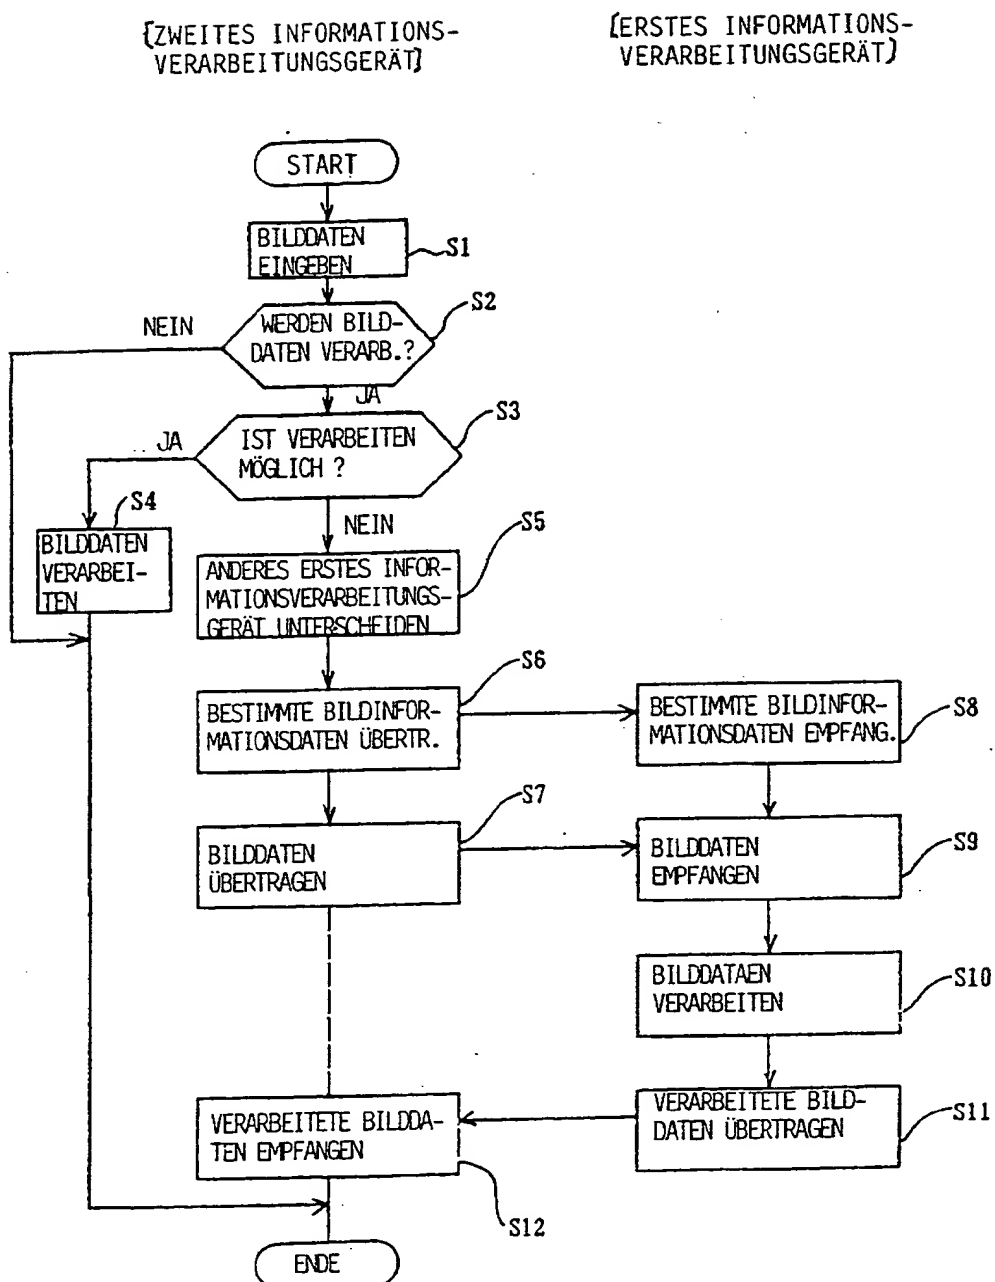 [ZWEITES INFORMATIONS-
VERARBEITUNGSGERÄT]
[ERSTES INFORMATIONS-
VERARBEITUNGSGERÄT]
START
BILDDATEN
EINGEBEN
S1
S2
NEIN
WERDEN BILD-
DATEN VERARB.?
JA
S3
JA
IST VERARBEITEN
MÖGLICH ?
S4
NEIN
S5
BILDDATEN
VERARBEI-
TEN
ANDERES ERSTES INFOR-
MATIONSVERARBEITUNGS-
GERÄT UNTERSCHEIDEN
S6
BESTIMMTE BILDINFOR-
MATIONSDATEN ÜBERTR.
BESTIMMTE BILDINFOR-
MATIONSDATEN EMPFANG.
S8
S7
BILDDATEN
ÜBERTRAGEN
BILDDATEN
EMPFANGEN
S9
BILDDATAEN
VERARBEITEN
S10
VERARBEITETE BILDDA-
TEN EMPFANGEN
VERARBEITETE BILD-
DATEN ÜBERTRAGEN
S11
S12
ENDE